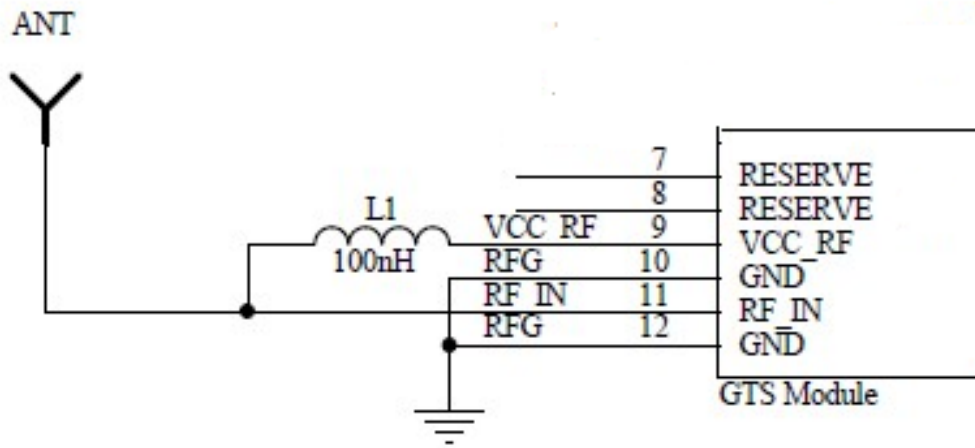 ANT
7
RESERVE
8
RESERVE
L1
100nH
VCC_RF
9
VCC_RF
RFG
10
GND
RF_IN
11
RF_IN
RFG
12
GND
GTS Module